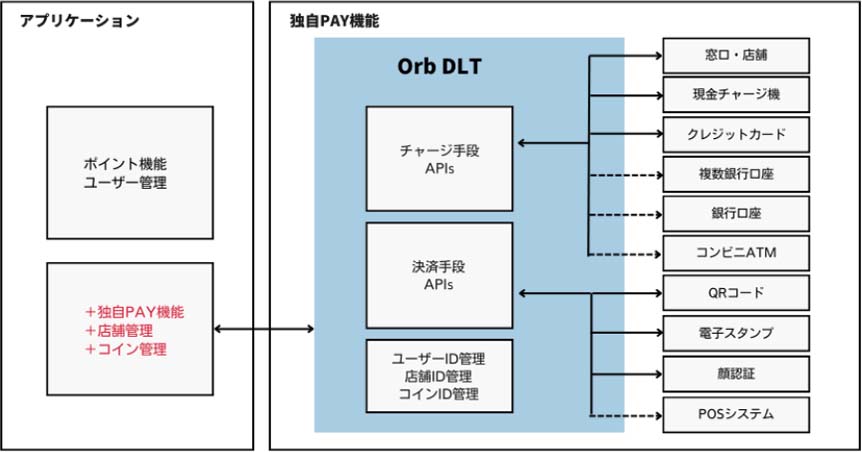 アプリケーション
ポイント機能
ユーザー管理
＋独自PAY機能
＋店舗管理
＋コイン管理
独自PAY機能
Orb DLT
チャージ手段
APIs
決済手段
APIs
ユーザーID管理
店舗ID管理
コインID管理
窓口・店舗
現金チャージ機
クレジットカード
複数銀行口座
銀行口座
コンビニATM
QRコード
電子スタンプ
顔認証
POSシステム